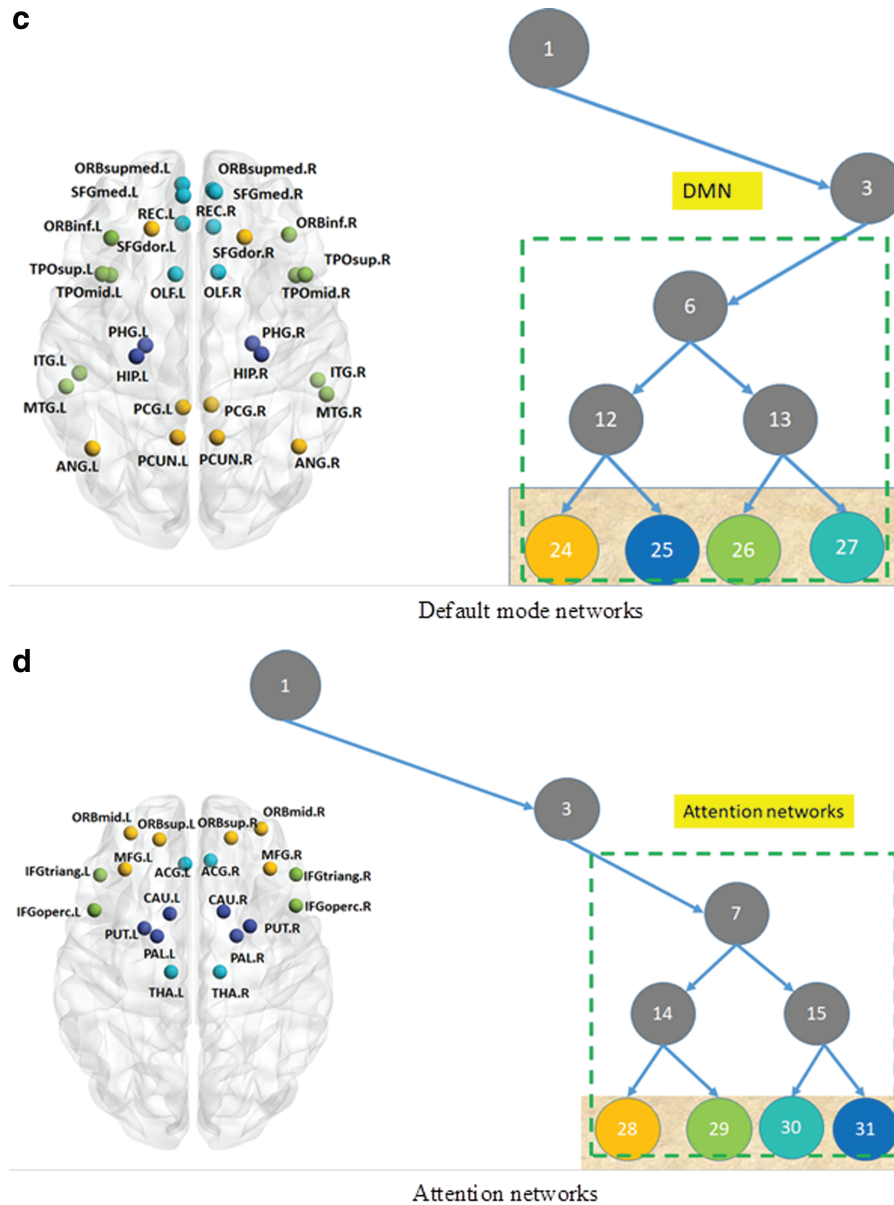 c
1
3
DMN
6
12
13
24
25
26
27
ORBsupmed.L
ORBsupmed.R
SFGmed.L
SFGmed.R
REC.L
REC.R
ORBinf.L
ORBinf.R
SFGdor.L
SFGdor.R
TPOsup.L
TPOsup.R
TPOmid.L
OLF.L
OLF.R
TPOmid.R
PHG.L
PHG.R
ITG.L
HIP.L
HIP.R
ITG.R
MTG.L
PCG.L
PCG.R
MTG.R
ANG.L
PCUN.L
PCUN.R
ANG.R
Default mode networks
d
1
3
Attention networks
7
14
15
28
29
30
31
ORBmid.L
ORBsup.L
ORBsup.R
ORBmid.R
MFG.L
MFG.R
IFGtriang.L
ACG.L
ACG.R
IFGtriang.R
IFGoperc.L
CAU.L
CAU.R
IFGoperc.R
PUT.L
PUT.R
PAL.L
PAL.R
THA.L
THA.R
Attention networks